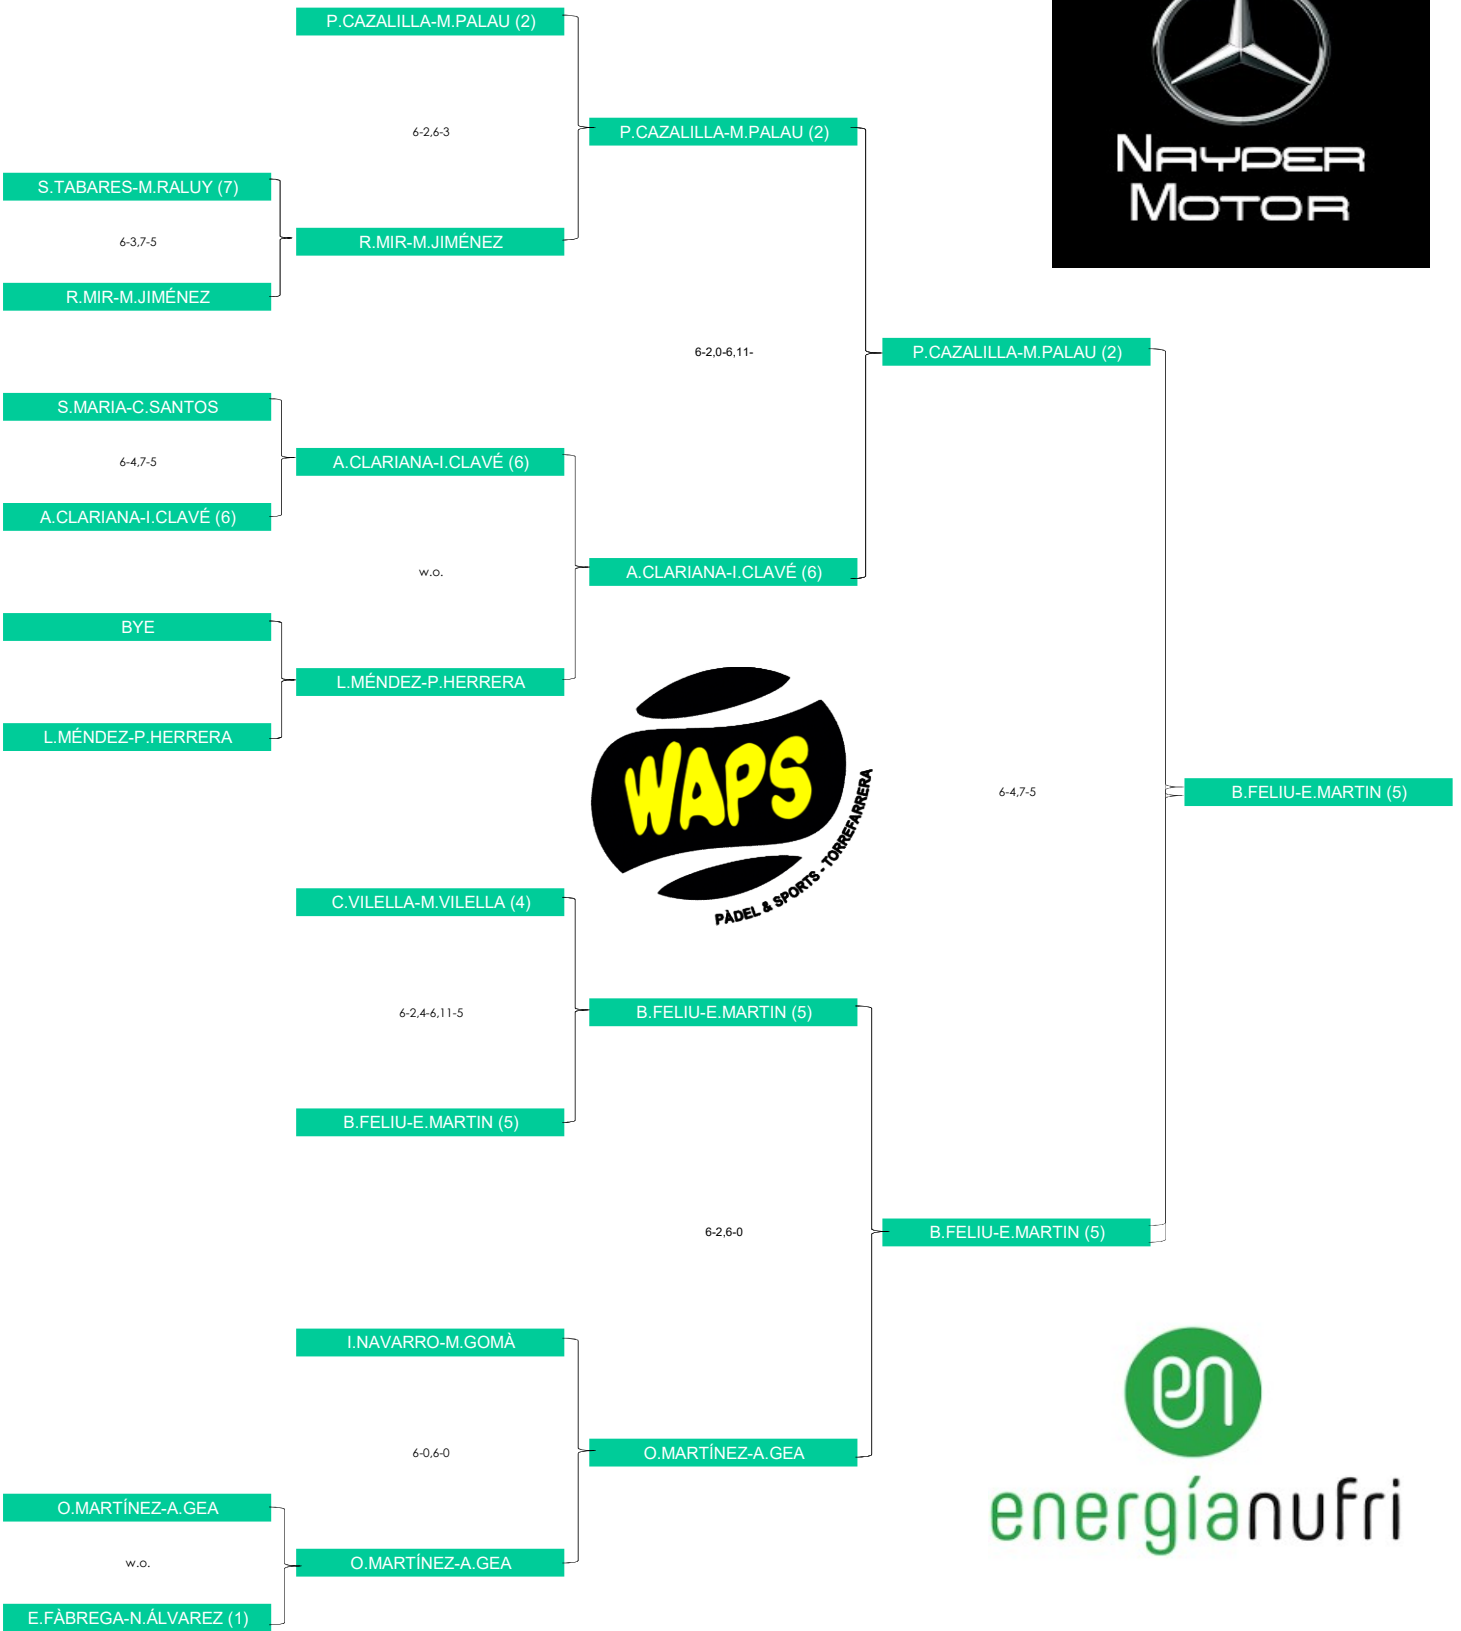 P.CAZALILLA-M.PALAU (2)
6-2,6-3
P.CAZALILLA-M.PALAU (2)
NAYPER
MOTOR
S.TABARES-M.RALUY (7)
6-3,7-5
R.MIR-M.JIMÉNEZ
R.MIR-M.JIMÉNEZ
6-2,0-6,11-
P.CAZALILLA-M.PALAU (2)
S.MARIA-C.SANTOS
6-4,7-5
A.CLARIANA-I.CLAVÉ (6)
A.CLARIANA-I.CLAVÉ (6)
w.o.
A.CLARIANA-I.CLAVÉ (6)
BYE
L.MÉNDEZ-P.HERRERA
L.MÉNDEZ-P.HERRERA
WAPS
PÀDEL & SPORTS - TORREFARRERA
6-4,7-5
B.FELIU-E.MARTIN (5)
C.VILELLA-M.VILELLA (4)
6-2,4-6,11-5
B.FELIU-E.MARTIN (5)
B.FELIU-E.MARTIN (5)
6-2,6-0
B.FELIU-E.MARTIN (5)
I.NAVARRO-M.GOMÀ
6-0,6-0
O.MARTÍNEZ-A.GEA
O.MARTÍNEZ-A.GEA
w.o.
O.MARTÍNEZ-A.GEA
E.FÀBREGA-N.ÁLVAREZ (1)
en
energíanufri